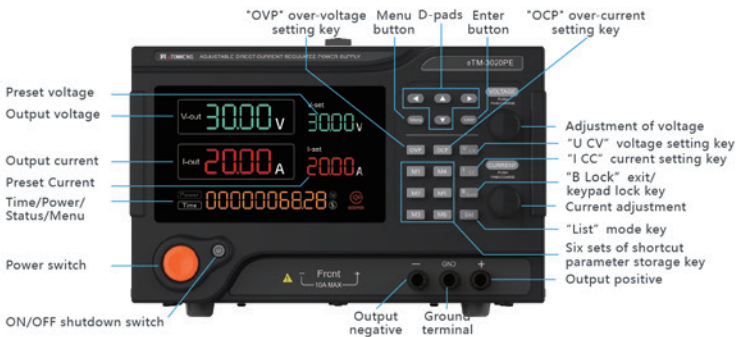 "OVP" over-voltage
setting key
Menu
button
D-pads
Enter
button
"OCP" over-current
setting key
TOMMENS ADJUSTABLE DIRECT-CURRENT REGULATED POWER SUPPLY
eTM-3020PE
Preset voltage
Output voltage
Output current
Preset Current
Time/Power/
Status/Menu
Power switch
ON/OFF shutdown switch
V-out 30.00 V
V-set
30.00 V
I-out 20.00 A
I-set
20.00 A
Power
Time 0000006828
VOLTAGE
Menu
Enter
OVP
OCP
M1
M4
M2
M5
M3
M6
CURRENT
Adjustment of voltage
"U CV" voltage setting key
"I CC" current setting key
"B Lock" exit/
keypad lock key
Current adjustment
"List" mode key
Six sets of shortcut
parameter storage key
Output positive
Front
10A MAX
GND
Output
negative
Ground
terminal